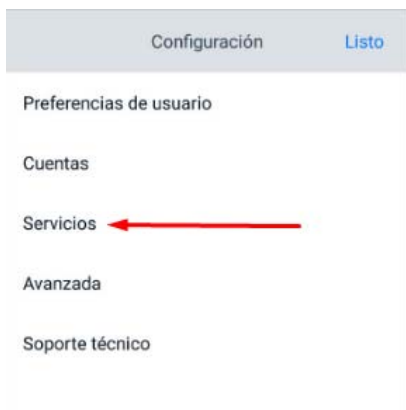 Configuración Listo
Preferencias de usuario
Cuentas
Servicios
Avanzada
Soporte técnico